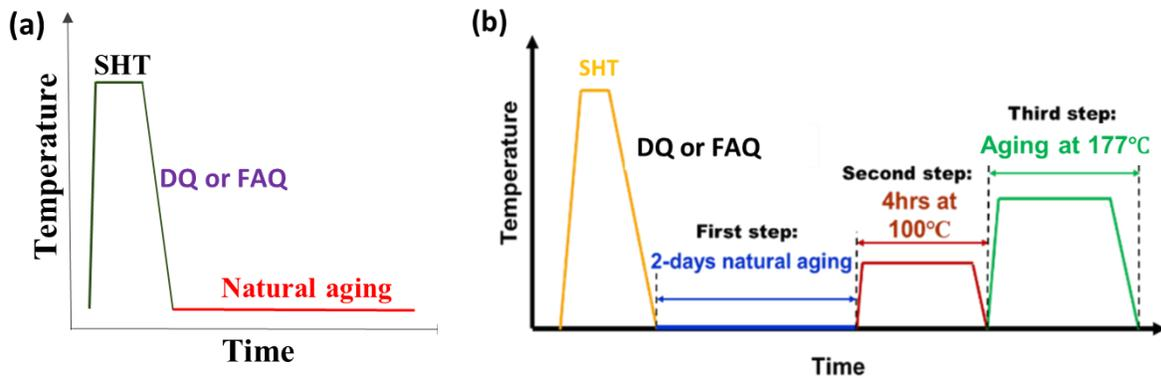 (a)
SHT
DQ or FAQ
Natural aging
Temperature
Time
(b)
SHT
DQ or FAQ
First step:
2-days natural aging
Second step:
4hrs at
100°C
Third step:
Aging at 177°C
Temperature
Time